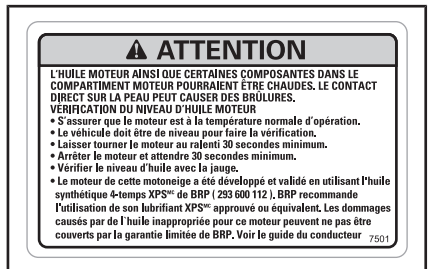 ATTENTION
L'HUILE MOTEUR AINSI QUE CERTAINES COMPOSANTES DANS LE
COMPARTIMENT MOTEUR POURRAIENT ÊTRE CHAUDES. LE CONTACT
DIRECT SUR LA PEAU PEUT CAUSER DES BRÛLURES.
VÉRIFICATION DU NIVEAU D'HUILE MOTEUR
• S'assurer que le moteur est à la température normale d'opération.
• Le véhicule doit être de niveau pour faire la vérification.
• Laisser tourner le moteur au ralenti 30 secondes minimum.
• Arrêter le moteur et attendre 30 secondes minimum.
• Vérifier le niveau d'huile avec la jauge.
• Le moteur de cette motoneige a été développé et validé en utilisant l'huile
synthétique 4-temps XPSᴹᶜ de BRP ( 293 600 112 ). BRP recommande
l'utilisation de son lubrifiant XPSᴹᶜ approuvé ou équivalent. Les dommages
causés par de l`huile inappropriée pour ce moteur peuvent ne pas être
couverts par la garantie limitée de BRP. Voir le guide du conducteur 7501